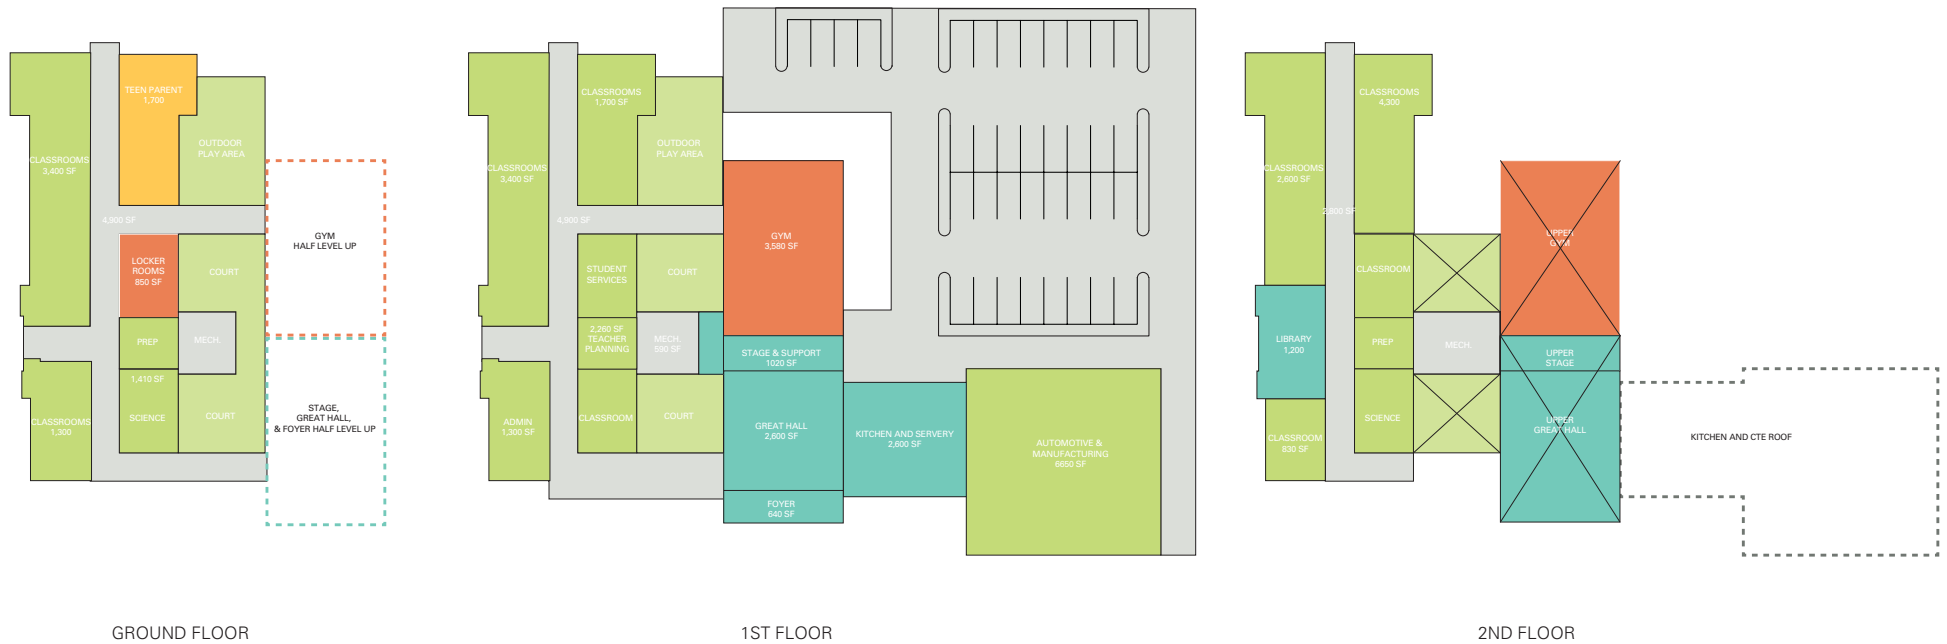 TEEN PARENT
1,700
OUTDOOR
PLAY AREA
CLASSROOMS
3,400 SF
4,900 SF
GYM
HALF LEVEL UP
LOCKER
ROOMS
850 SF
COURT
PREP
MECH.
1,410 SF
SCIENCE
COURT
CLASSROOMS
1,300
STAGE,
GREAT HALL,
& FOYER HALF LEVEL UP
GROUND FLOOR
CLASSROOMS
1,700 SF
OUTDOOR
PLAY AREA
CLASSROOMS
3,400 SF
4,900 SF
GYM
3,580 SF
STUDENT
SERVICES
COURT
2,260 SF
TEACHER
PLANNING
MECH.
590 SF
STAGE & SUPPORT
1020 SF
ADMIN
1,300 SF
CLASSROOM
COURT
GREAT HALL
2,600 SF
KITCHEN AND SERVERY
2,600 SF
AUTOMOTIVE &
MANUFACTURING
6650 SF
FOYER
640 SF
1ST FLOOR
CLASSROOMS
4,300
CLASSROOMS
2,600 SF
UPPER
GYM
CLASSROOM
LIBRARY
1,200
PREP
MECH.
UPPER
STAGE
SCIENCE
UPPER
GREAT HALL
CLASSROOM
830 SF
KITCHEN AND CTE ROOF
2ND FLOOR